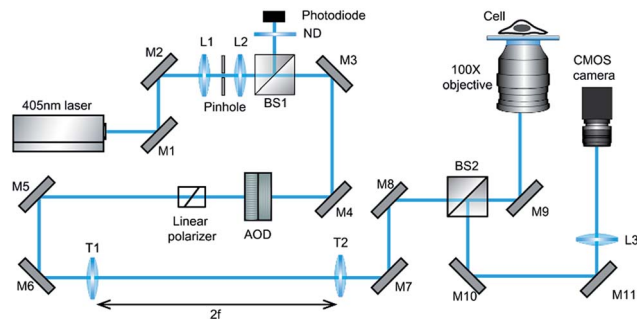 Photodiode
ND
L1
L2
M2
M3
Pinhole
BS1
405nm laser
M1
Cell
100X
objective
CMOS
camera
M5
Linear
polarizer
AOD
M4
M8
BS2
M9
L3
T1
T2
M6
M7
M10
M11
2f